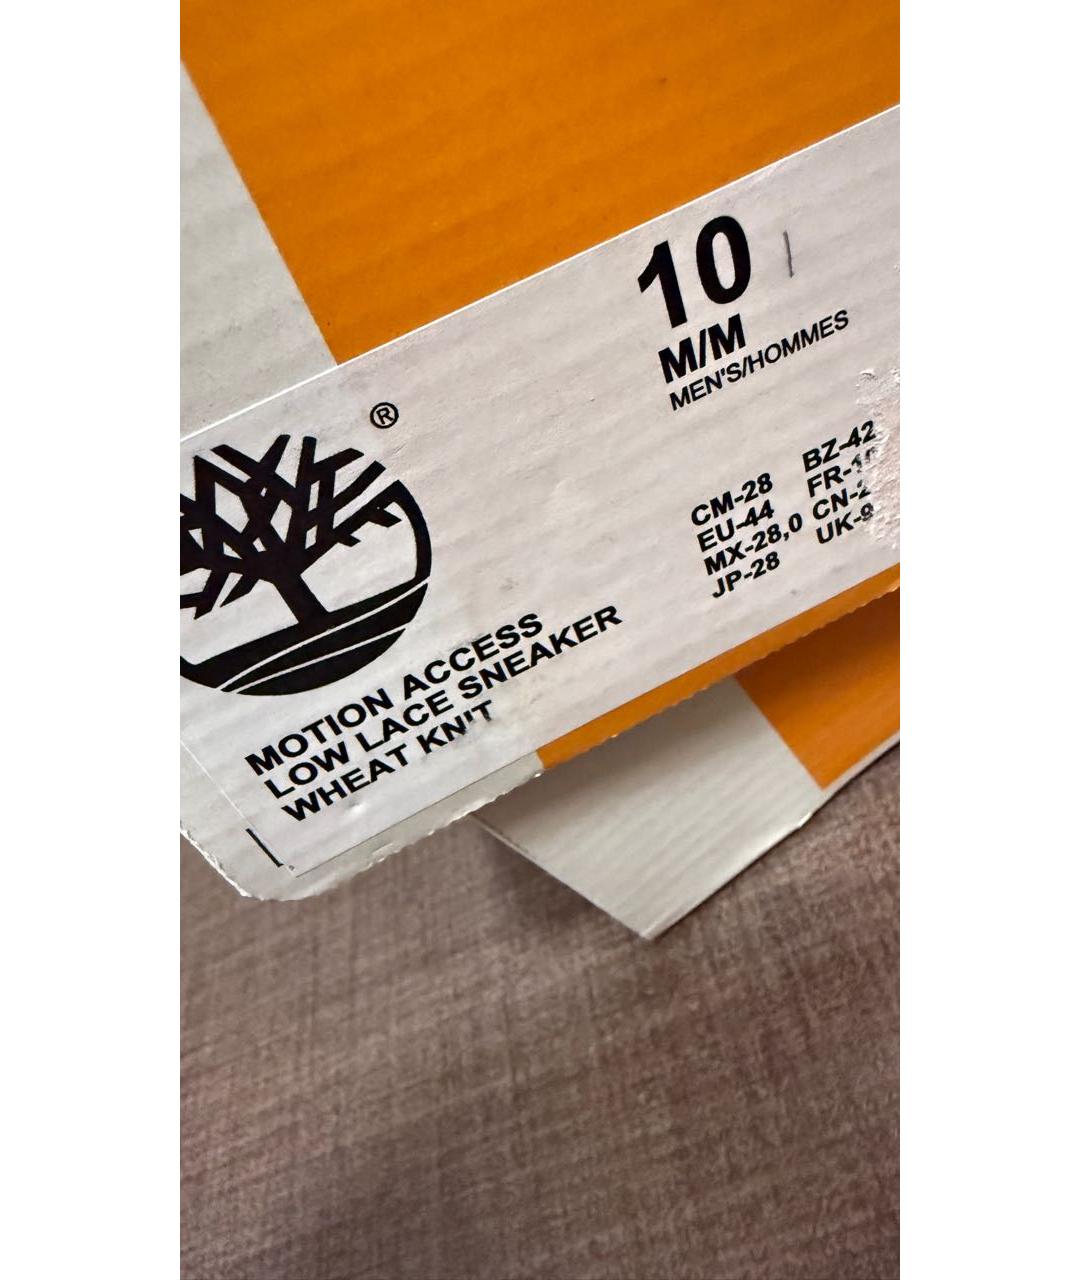 10
M/M
MEN'S/HOMMES
CM-28 BZ-42
EU-44
MX-28,0
JP-28
®
MOTION ACCESS
LOW LACE SNEAKER
WHEAT KNIT